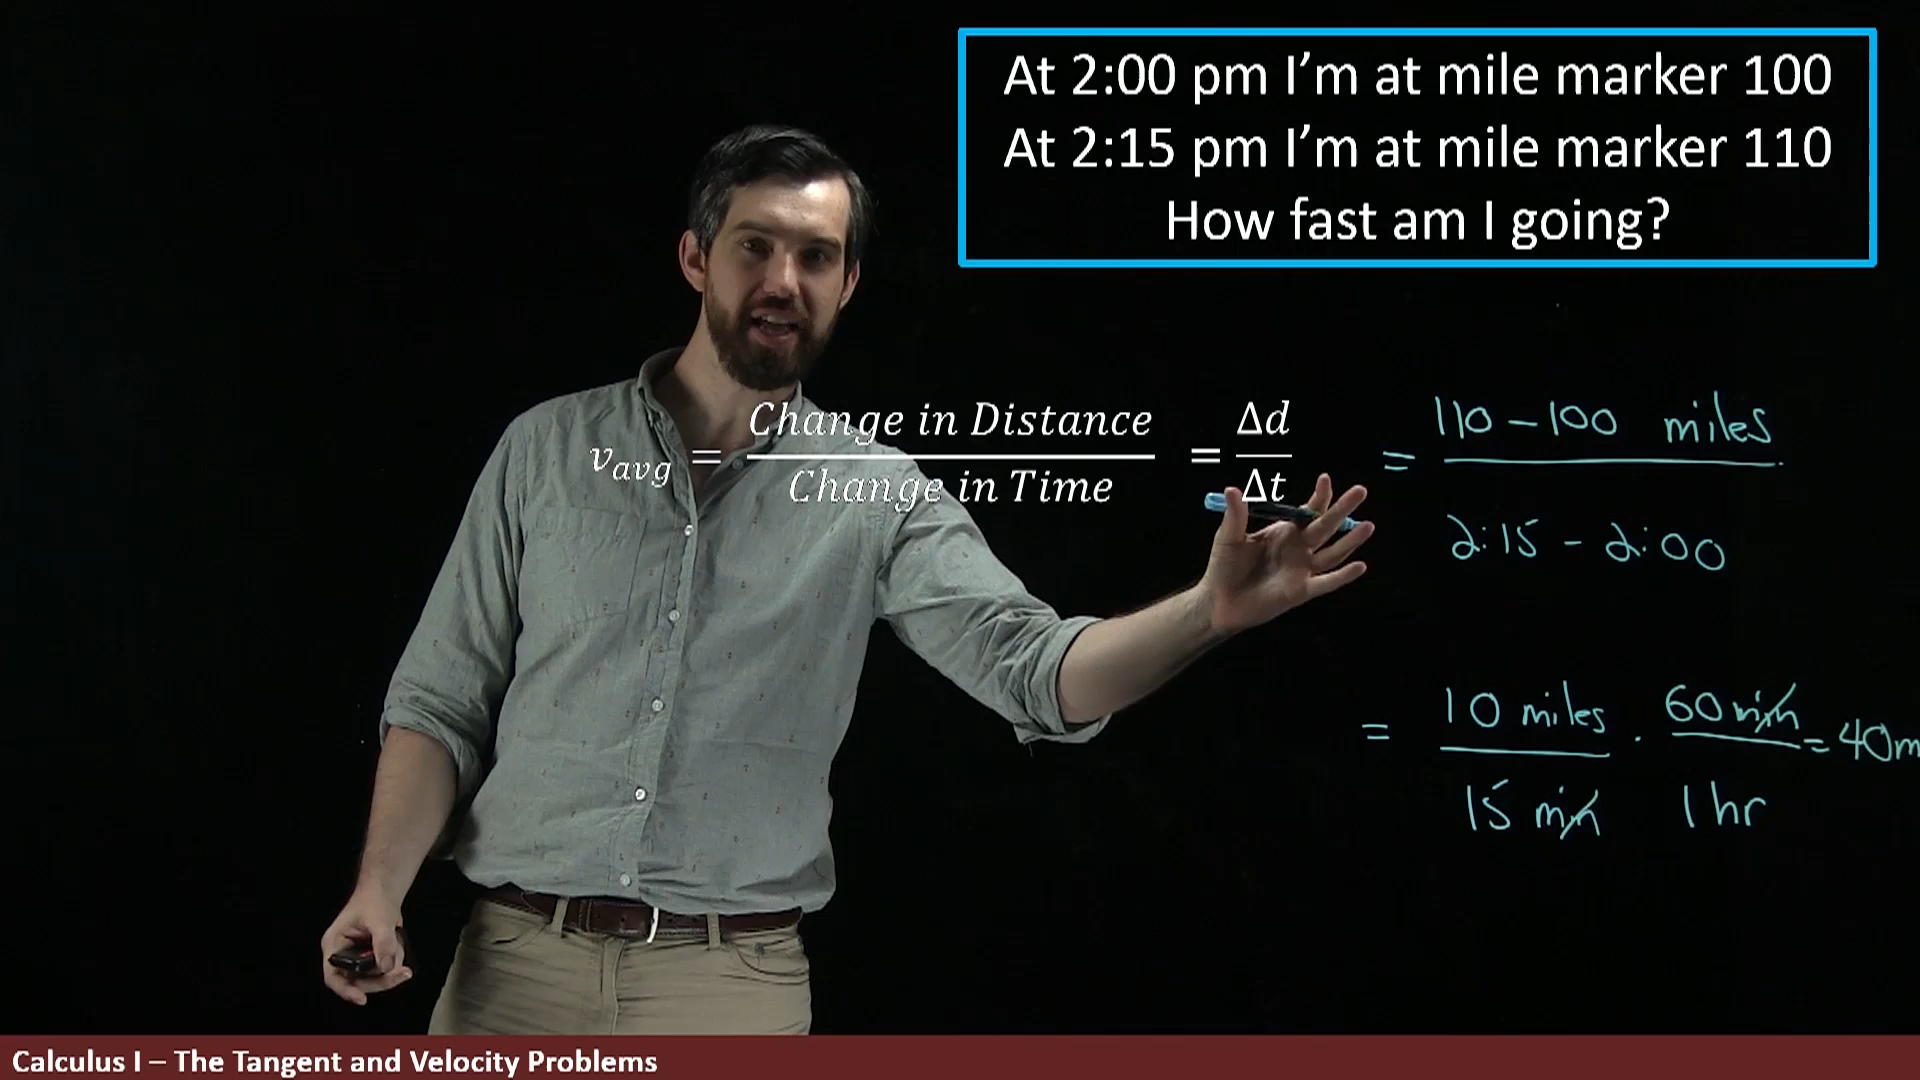 At 2:00 pm I'm at mile marker 100
At 2:15 pm I'm at mile marker 110
How fast am I going?
v_avg = Change in Distance / Change in Time = Δd / Δt = 110 - 100 miles / 2:15 - 2:00
= 10 miles / 15 min · 60 min / 1 hr = 40m
Calculus I – The Tangent and Velocity Problems